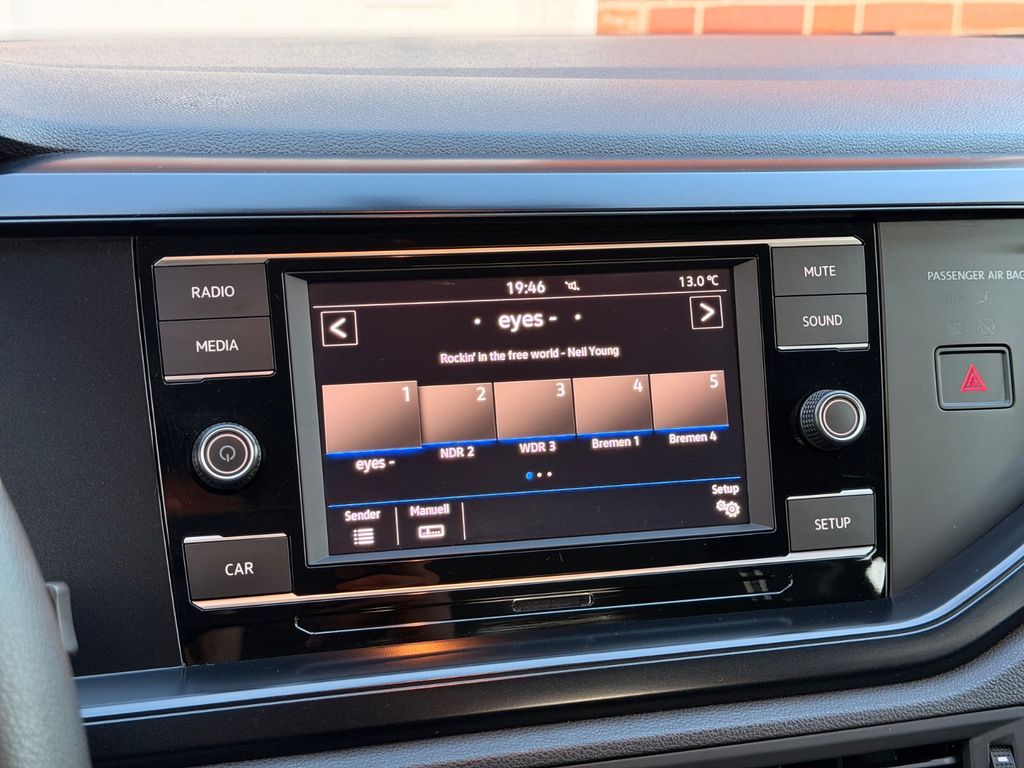 PASSENGER AIR BAG
OFF
ON
RADIO
MEDIA
CAR
MUTE
SOUND
SETUP
19:46
13.0 °C
<
• eyes - •
>
Rockin' in the free world - Neil Young
1 2 3 4 5
eyes - NDR 2 WDR 3 Bremen 1 Bremen 4
Sender Manuell Setup